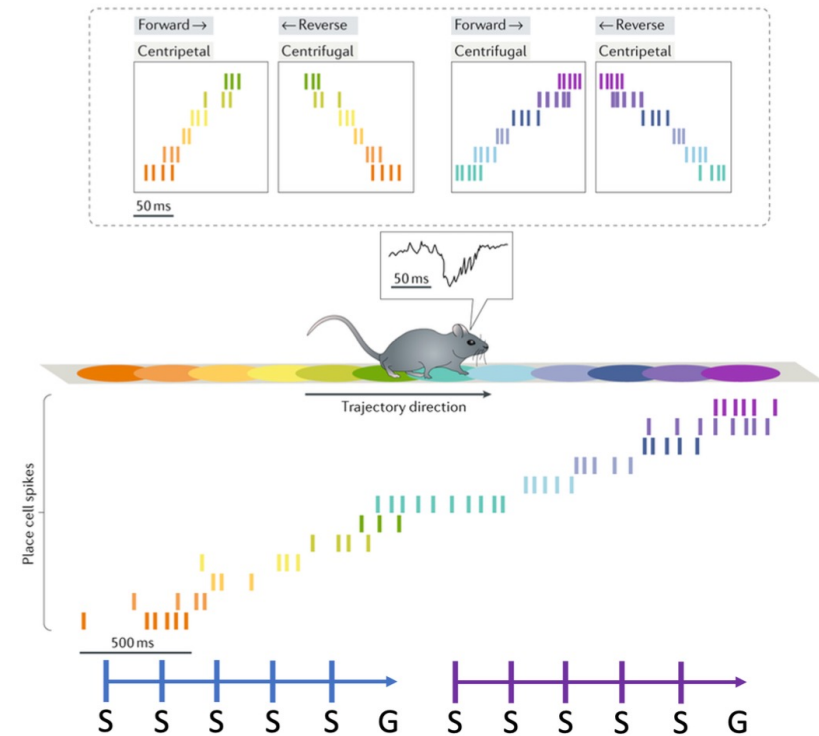 Forward → ← Reverse Forward → ← Reverse
Centripetal Centrifugal Centrifugal Centripetal
50 ms
50 ms
Trajectory direction
Place cell spikes
500 ms
S S S S S G S S S S S G